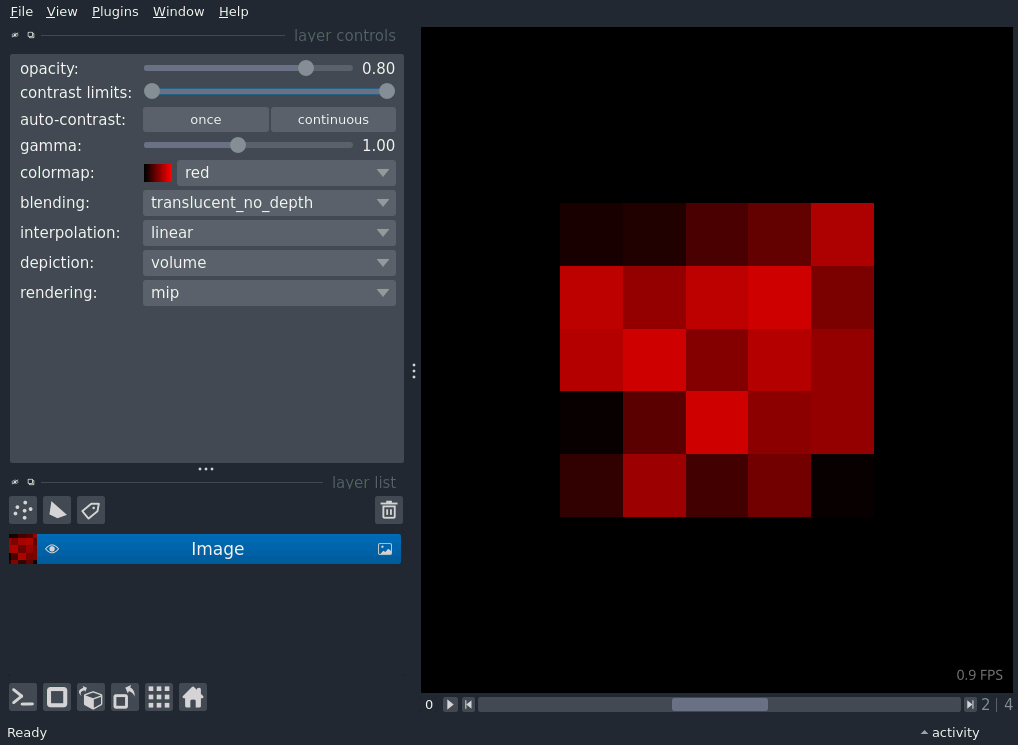 File View Plugins Window Help
layer controls
opacity: 0.80
contrast limits:
auto-contrast: once continuous
gamma: 1.00
colormap: red
blending: translucent_no_depth
interpolation: linear
depiction: volume
rendering: mip
layer list
Image
0.9 FPS
0 2 | 4
Ready activity